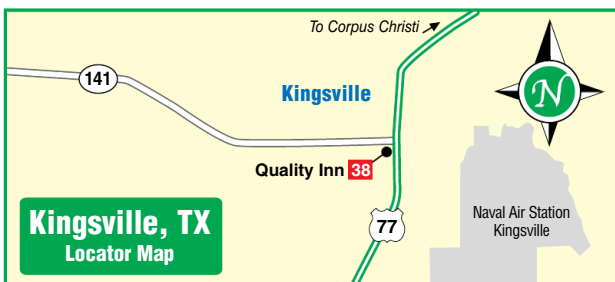 To Corpus Christi
141
Kingsville
N
Quality Inn 38
Kingsville, TX
Locator Map
77
Naval Air Station
Kingsville